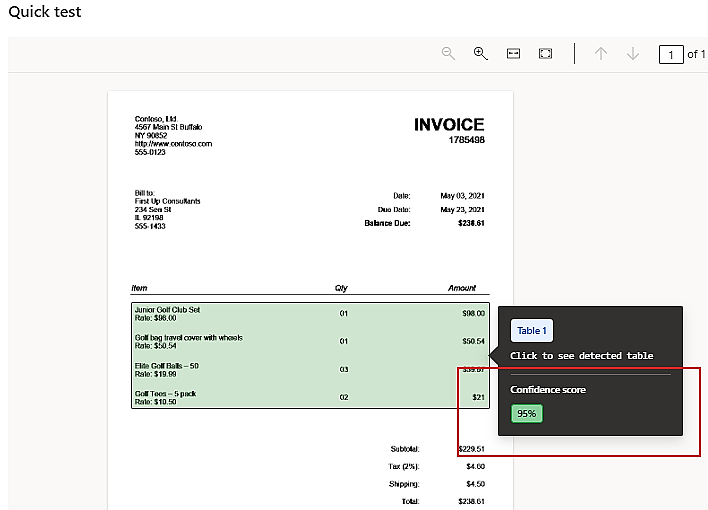 Quick test
1 of 1
Contoso, Ltd.
4567 Main St Buffalo
NY 90852
http://www.contoso.com
555-0123
INVOICE
1785498
Bill to:
First Up Consultants
234 Sen St
IL 92198
555-1433
Date: May 03, 2021
Due Date: May 23, 2021
Balance Due: $238.61
Item Qty Amount
Junior Golf Club Set 01 $98.00
Rate: $98.00
Golf bag travel cover with wheels 01 $50.54
Rate: $50.54
Elite Golf Balls – 50 03 $59.97
Rate: $19.99
Golf Tees – 5 pack 02 $21
Rate: $10.50
Table 1
Click to see detected table
Confidence score
95%
Subtotal: $229.51
Tax (2%): $4.60
Shipping: $4.50
Total: $238.61